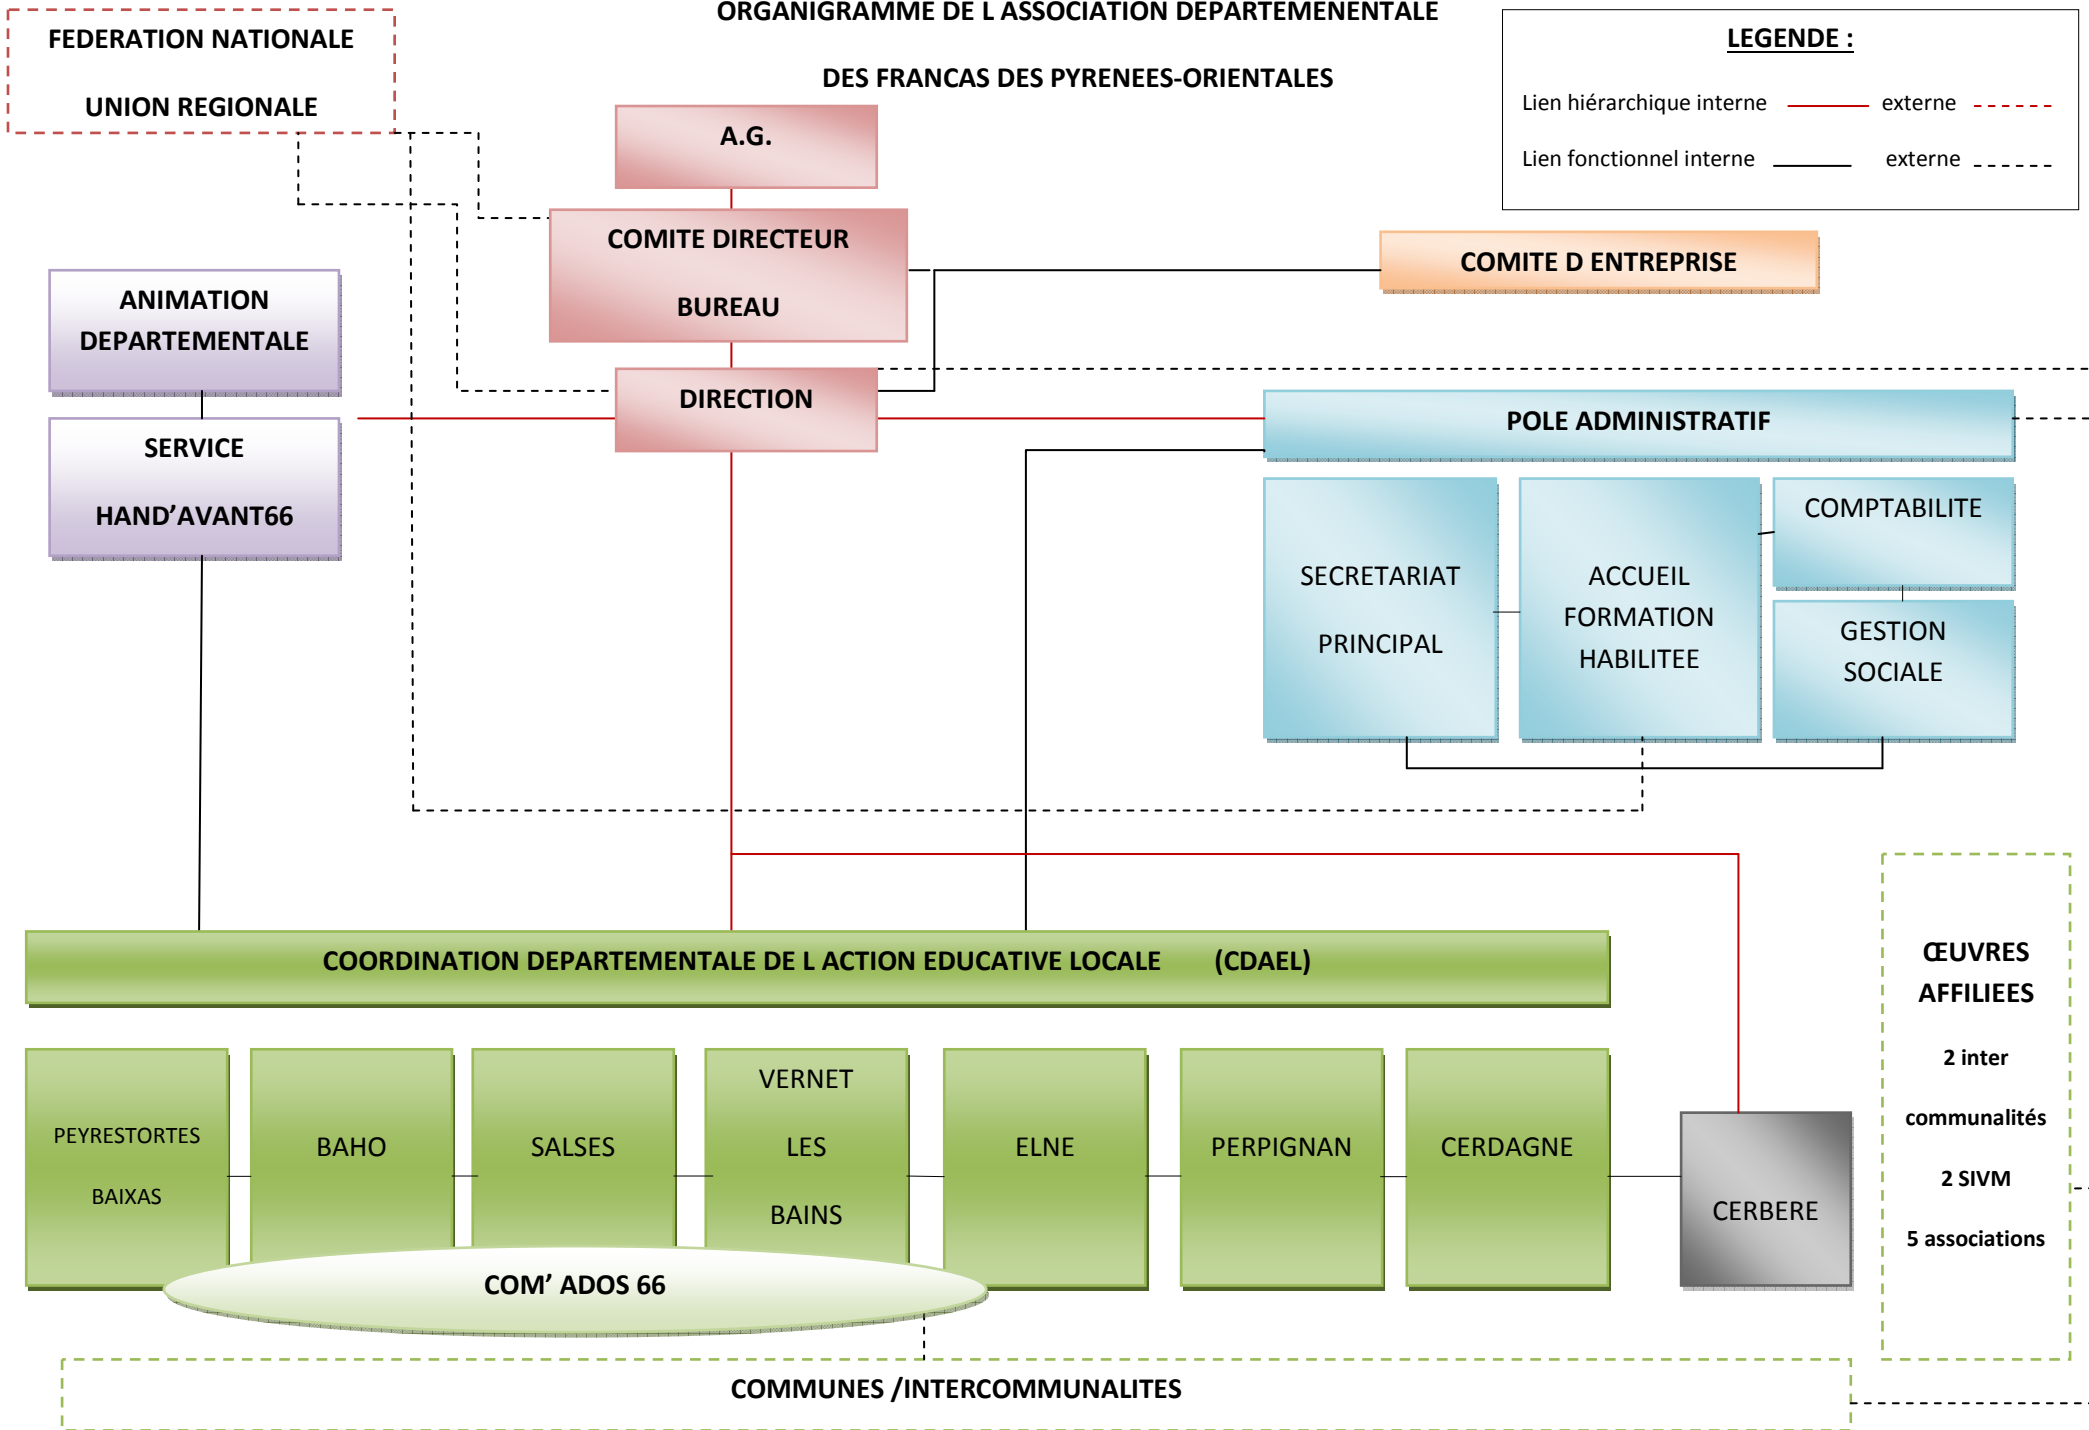 ORGANIGRAMME DE L ASSOCIATION DEPARTEMENENTALE
DES FRANCAS DES PYRENEES-ORIENTALES
FEDERATION NATIONALE
UNION REGIONALE
LEGENDE :
Lien hiérarchique interne externe
Lien fonctionnel interne externe
A.G.
COMITE DIRECTEUR
BUREAU
COMITE D ENTREPRISE
ANIMATION
DEPARTEMENTALE
DIRECTION
SERVICE
HAND'AVANT66
POLE ADMINISTRATIF
SECRETARIAT
PRINCIPAL
ACCUEIL
FORMATION
HABILITEE
COMPTABILITE
GESTION
SOCIALE
COORDINATION DEPARTEMENTALE DE L ACTION EDUCATIVE LOCALE (CDAEL)
PEYRESTORTES
BAIXAS
BAHO
SALSES
VERNET
LES
BAINS
ELNE
PERPIGNAN
CERDAGNE
CERBERE
ŒUVRES
AFFILIEES
2 inter
communalités
2 SIVM
5 associations
COM' ADOS 66
COMMUNES /INTERCOMMUNALITES